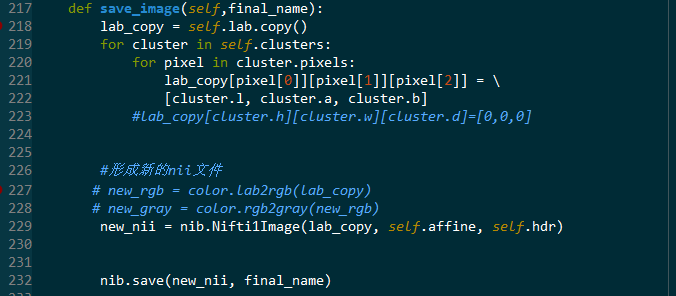 217 def save_image(self,final_name):
218 lab_copy = self.lab.copy()
219 for cluster in self.clusters:
220 for pixel in cluster.pixels:
221 lab_copy[pixel[0]][pixel[1]][pixel[2]] = \
222 [cluster.l, cluster.a, cluster.b]
223 #lab_copy[cluster.h][cluster.w][cluster.d]=[0,0,0]
224
225
226 #形成新的nii文件
227 # new_rgb = color.lab2rgb(lab_copy)
228 # new_gray = color.rgb2gray(new_rgb)
229 new_nii = nib.Nifti1Image(lab_copy, self.affine, self.hdr)
230
231
232 nib.save(new_nii, final_name)